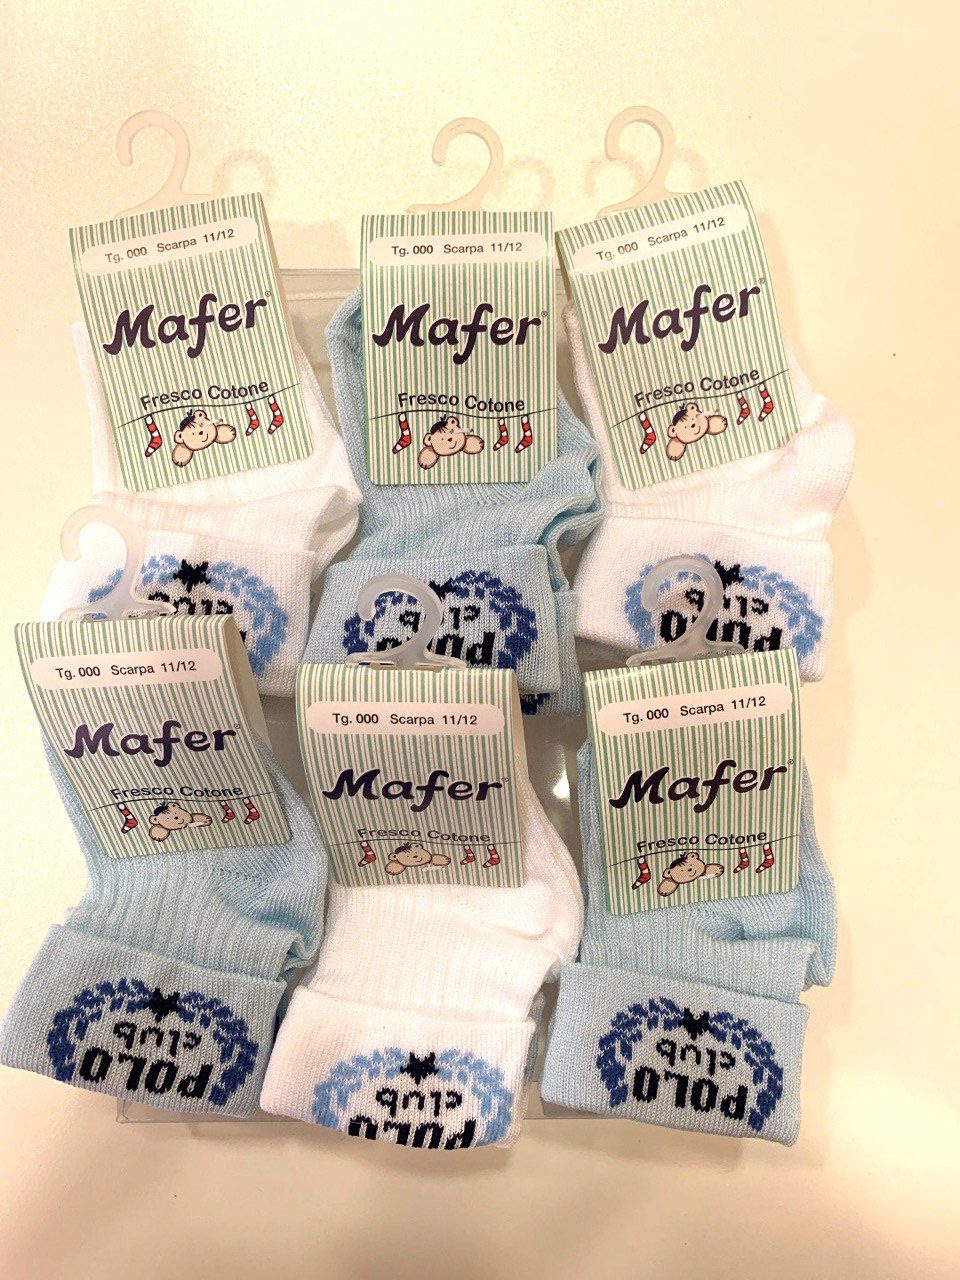 Tg. 000 Scarpa 11/12
Mafer®
Fresco Cotone
club
Tg. 000 Scarpa 11/12
Mafer®
Fresco Cotone
POLO
club
Tg. 000 Scarpa 11/12
Mafer®
Fresco Cotone
POLO
club
Tg. 000 Scarpa 11/12
Mafer®
Fresco Cotone
POLO
club
Tg. 000 Scarpa 11/12
Mafer®
Fresco Cotone
POLO
club
Tg. 000 Scarpa 11/12
Mafer®
Fresco Cotone
POLO
club